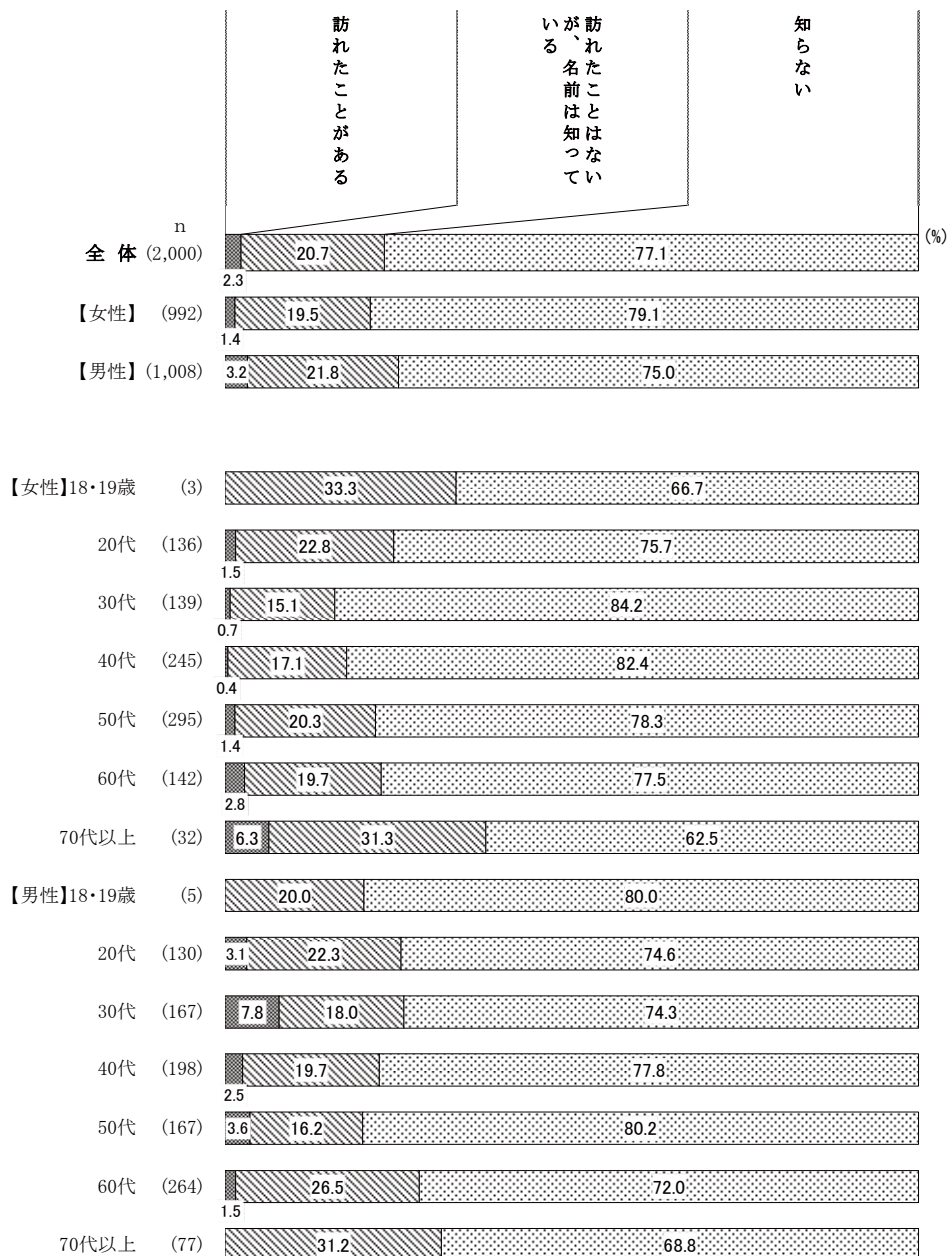 訪れたことがある
訪れたことはない
が、名前は知って
いる
知らない
n
(%)
全 体 (2,000)
20.7
77.1
2.3
【女性】 (992)
19.5
79.1
1.4
【男性】 (1,008)
3.2
21.8
75.0
【女性】18・19歳 (3)
33.3
66.7
20代 (136)
22.8
75.7
1.5
30代 (139)
15.1
84.2
0.7
40代 (245)
17.1
82.4
0.4
50代 (295)
20.3
78.3
1.4
60代 (142)
19.7
77.5
2.8
70代以上 (32)
6.3
31.3
62.5
【男性】18・19歳 (5)
20.0
80.0
20代 (130)
3.1
22.3
74.6
30代 (167)
7.8
18.0
74.3
40代 (198)
19.7
77.8
2.5
50代 (167)
3.6
16.2
80.2
60代 (264)
26.5
72.0
1.5
70代以上 (77)
31.2
68.8